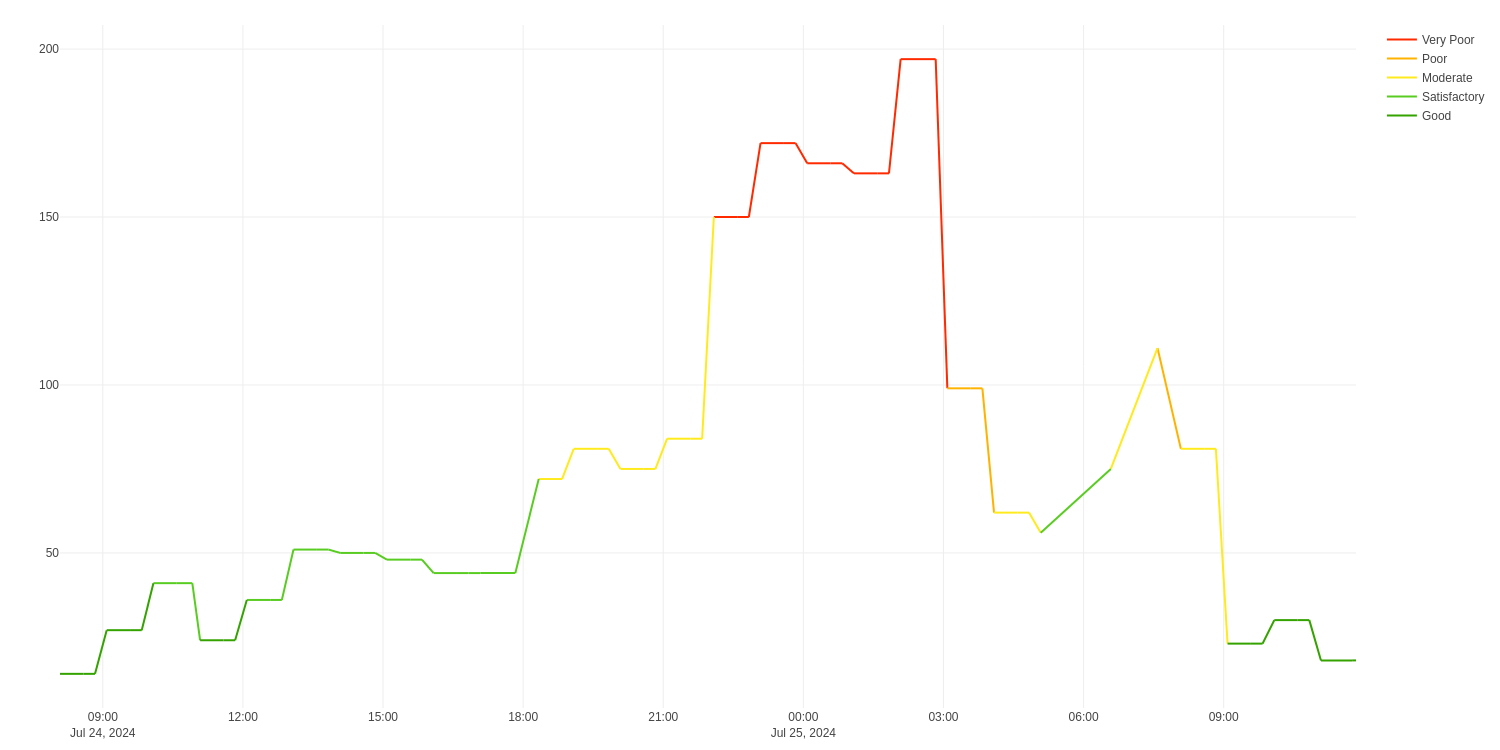 200
150
100
50
09:00
Jul 24, 2024
12:00
15:00
18:00
21:00
00:00
Jul 25, 2024
03:00
06:00
09:00
Very Poor
Poor
Moderate
Satisfactory
Good